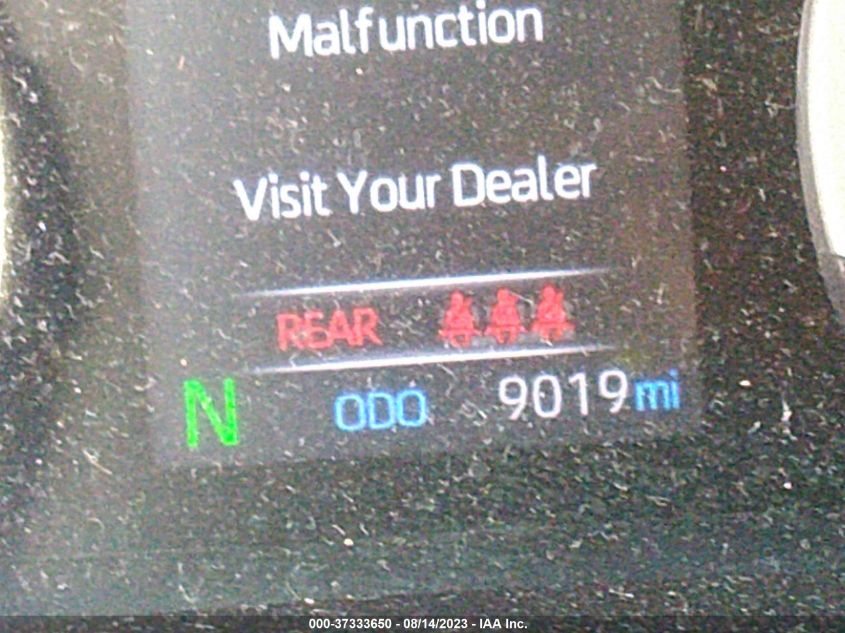 Malfunction
Visit Your Dealer
REAR
N ODO 9019 mi
000-37333650 - 08/14/2023 - IAA Inc.